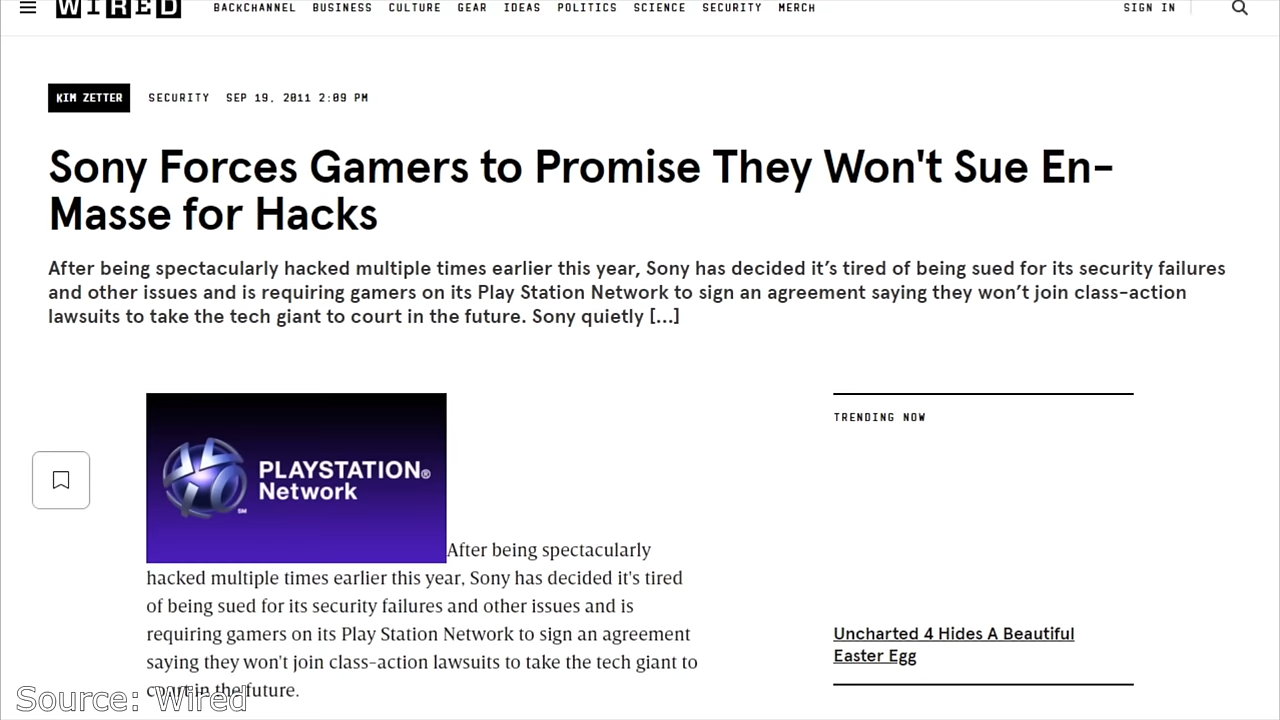 WIRED
BACKCHANNEL BUSINESS CULTURE GEAR IDEAS POLITICS SCIENCE SECURITY MERCH
SIGN IN
KIM ZETTER SECURITY SEP 19, 2011 2:09 PM
Sony Forces Gamers to Promise They Won't Sue En-
Masse for Hacks
After being spectacularly hacked multiple times earlier this year, Sony has decided it’s tired of being sued for its security failures
and other issues and is requiring gamers on its Play Station Network to sign an agreement saying they won’t join class-action
lawsuits to take the tech giant to court in the future. Sony quietly [...]
PLAYSTATION®
Network
SM
After being spectacularly
hacked multiple times earlier this year, Sony has decided it's tired
of being sued for its security failures and other issues and is
requiring gamers on its Play Station Network to sign an agreement
saying they won't join class-action lawsuits to take the tech giant to
court in the future.
TRENDING NOW
Uncharted 4 Hides A Beautiful
Easter Egg
Source: Wired